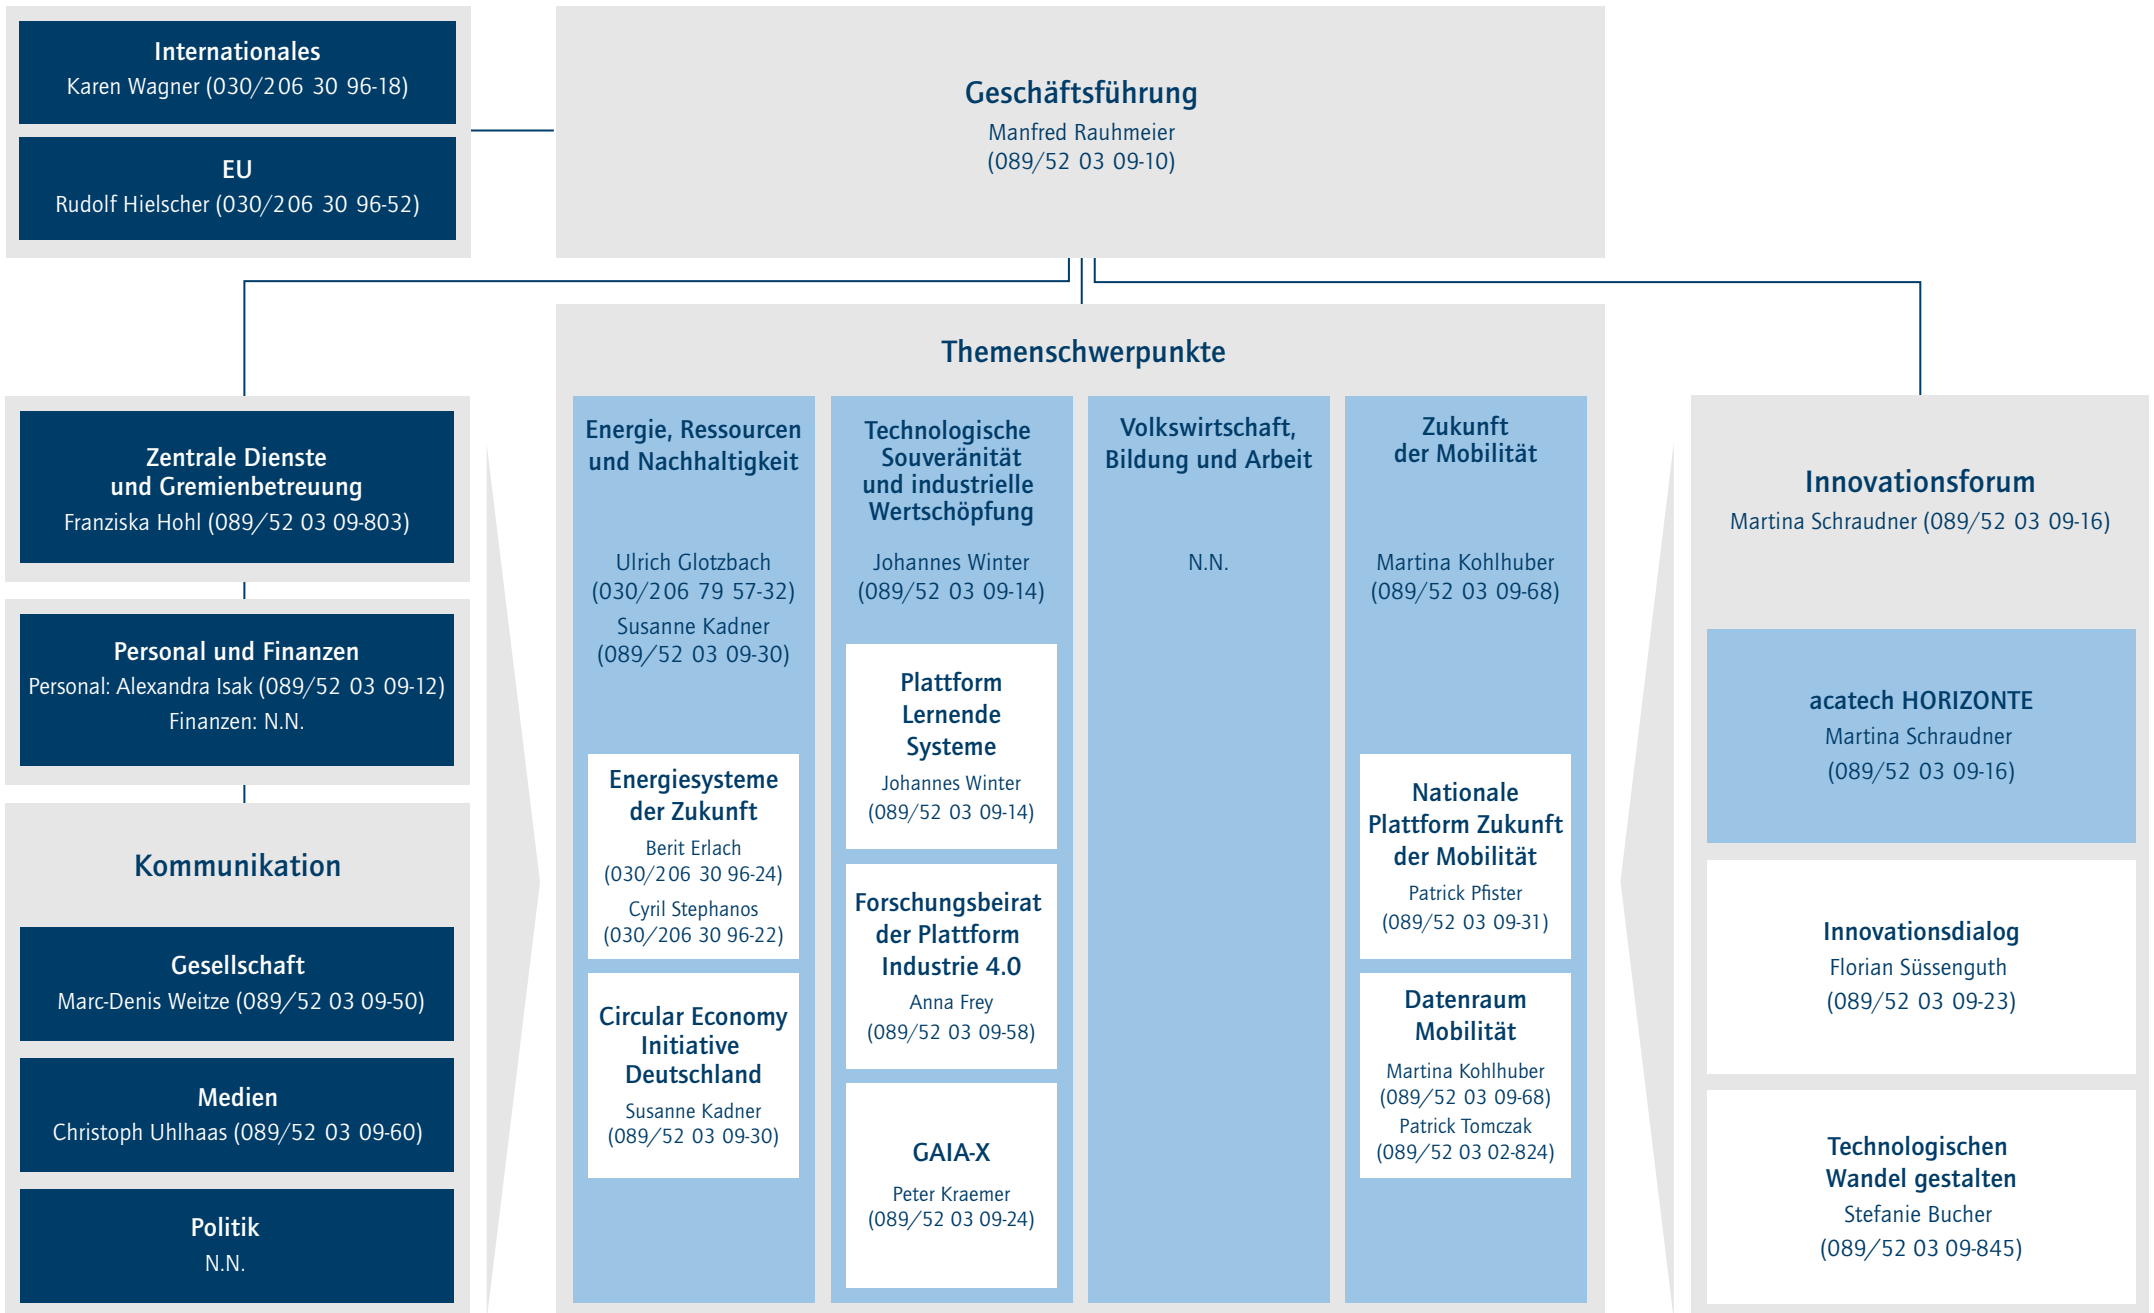 Internationales
Karen Wagner (030/206 30 96-18)
EU
Rudolf Hielscher (030/206 30 96-52)
Geschäftsführung
Manfred Rauhmeier
(089/52 03 09-10)
Zentrale Dienste
und Gremienbetreuung
Franziska Hohl (089/52 03 09-803)
Personal und Finanzen
Personal: Alexandra Isak (089/52 03 09-12)
Finanzen: N.N.
Kommunikation
Gesellschaft
Marc-Denis Weitze (089/52 03 09-50)
Medien
Christoph Uhlhaas (089/52 03 09-60)
Politik
N.N.
Themenschwerpunkte
Energie, Ressourcen
und Nachhaltigkeit
Ulrich Glotzbach
(030/206 79 57-32)
Susanne Kadner
(089/52 03 09-30)
Energiesysteme
der Zukunft
Berit Erlach
(030/206 30 96-24)
Cyril Stephanos
(030/206 30 96-22)
Circular Economy
Initiative
Deutschland
Susanne Kadner
(089/52 03 09-30)
Technologische
Souveränität
und industrielle
Wertschöpfung
Johannes Winter
(089/52 03 09-14)
Plattform
Lernende
Systeme
Johannes Winter
(089/52 03 09-14)
Forschungsbeirat
der Plattform
Industrie 4.0
Anna Frey
(089/52 03 09-58)
GAIA-X
Peter Kraemer
(089/52 03 09-24)
Volkswirtschaft,
Bildung und Arbeit
N.N.
Zukunft
der Mobilität
Martina Kohlhuber
(089/52 03 09-68)
Nationale
Plattform Zukunft
der Mobilität
Patrick Pfister
(089/52 03 09-31)
Datenraum
Mobilität
Martina Kohlhuber
(089/52 03 09-68)
Patrick Tomczak
(089/52 03 02-824)
Innovationsforum
Martina Schraudner (089/52 03 09-16)
acatech HORIZONTE
Martina Schraudner
(089/52 03 09-16)
Innovationsdialog
Florian Süssenguth
(089/52 03 09-23)
Technologischen
Wandel gestalten
Stefanie Bucher
(089/52 03 09-845)